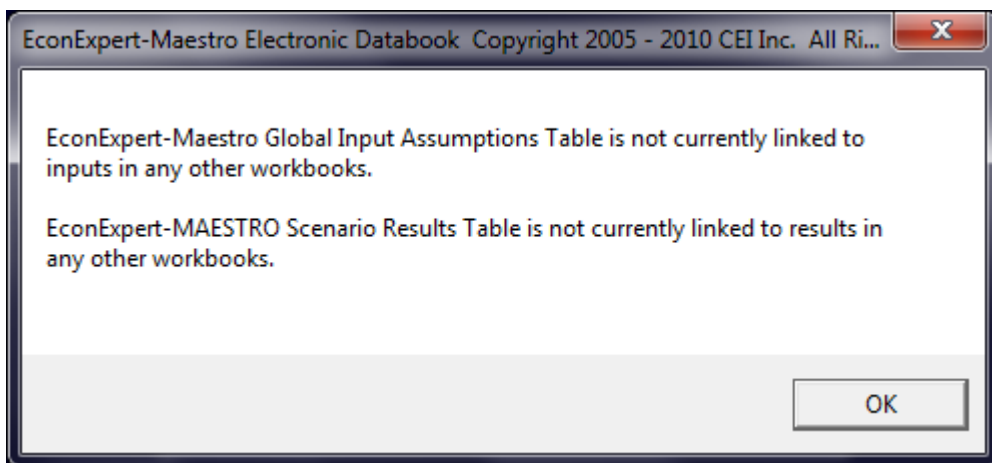 EconExpert-Maestro Electronic Databook Copyright 2005 - 2010 CEI Inc. All Ri...
EconExpert-Maestro Global Input Assumptions Table is not currently linked to
inputs in any other workbooks.
EconExpert-MAESTRO Scenario Results Table is not currently linked to results in
any other workbooks.
OK